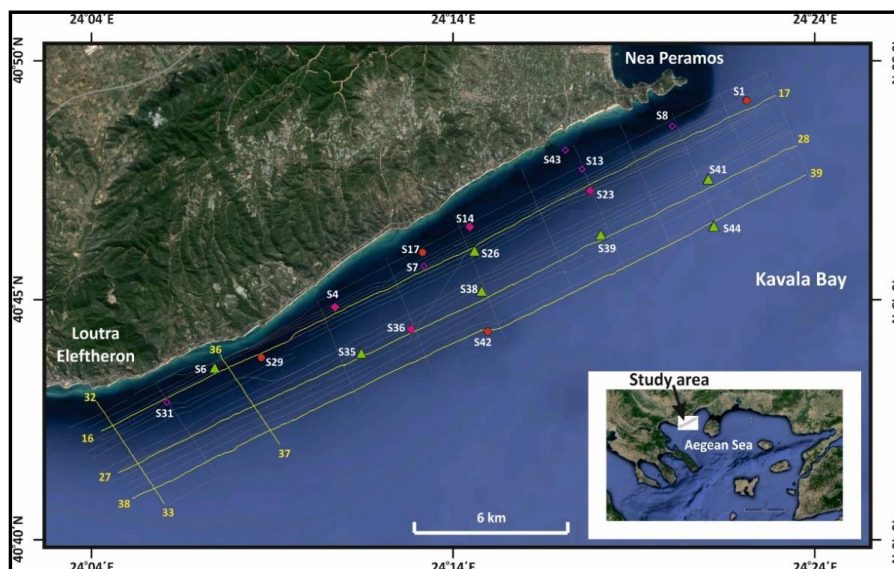 24°04´E
24°14´E
24°24´E
40°50´N
Nea Peramos
S1
17
S8
S43
S13
28
S41
39
S23
S14
S44
S39
S17
S26
S7
Kavala Bay
40°45´N
S38
S4
S36
S42
Loutra
Eleftheron
36
S29
S35
S6
32
S31
Study area
16
37
Aegean Sea
27
38
33
6 km
40°40´N
24°04´E
24°14´E
24°24´E